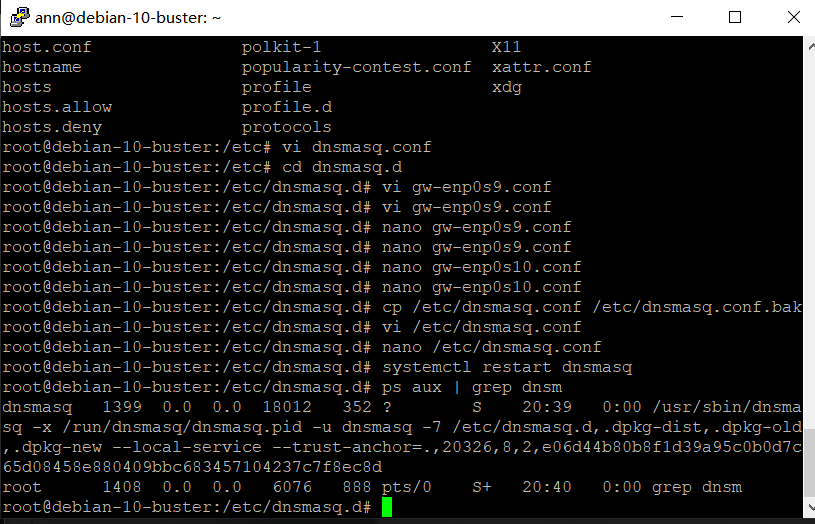 ann@debian-10-buster: ~
host.conf polkit-1 X11
hostname popularity-contest.conf xattr.conf
hosts profile xdg
hosts.allow profile.d
hosts.deny protocols
root@debian-10-buster:/etc# vi dnsmasq.conf
root@debian-10-buster:/etc# cd dnsmasq.d
root@debian-10-buster:/etc/dnsmasq.d# vi gw-enp0s9.conf
root@debian-10-buster:/etc/dnsmasq.d# vi gw-enp0s9.conf
root@debian-10-buster:/etc/dnsmasq.d# nano gw-enp0s9.conf
root@debian-10-buster:/etc/dnsmasq.d# nano gw-enp0s9.conf
root@debian-10-buster:/etc/dnsmasq.d# nano gw-enp0s10.conf
root@debian-10-buster:/etc/dnsmasq.d# nano gw-enp0s10.conf
root@debian-10-buster:/etc/dnsmasq.d# cp /etc/dnsmasq.conf /etc/dnsmasq.conf.bak
root@debian-10-buster:/etc/dnsmasq.d# vi /etc/dnsmasq.conf
root@debian-10-buster:/etc/dnsmasq.d# nano /etc/dnsmasq.conf
root@debian-10-buster:/etc/dnsmasq.d# systemctl restart dnsmasq
root@debian-10-buster:/etc/dnsmasq.d# ps aux | grep dnsm
dnsmasq 1399 0.0 0.0 18012 352 ? S 20:39 0:00 /usr/sbin/dnsma
sq -x /run/dnsmasq/dnsmasq.pid -u dnsmasq -7 /etc/dnsmasq.d,.dpkg-dist,.dpkg-old
,.dpkg-new --local-service --trust-anchor=.,20326,8,2,e06d44b80b8f1d39a95c0b0d7c
65d08458e880409bbc683457104237c7f8ec8d
root 1408 0.0 0.0 6076 888 pts/0 S+ 20:40 0:00 grep dnsm
root@debian-10-buster:/etc/dnsmasq.d#